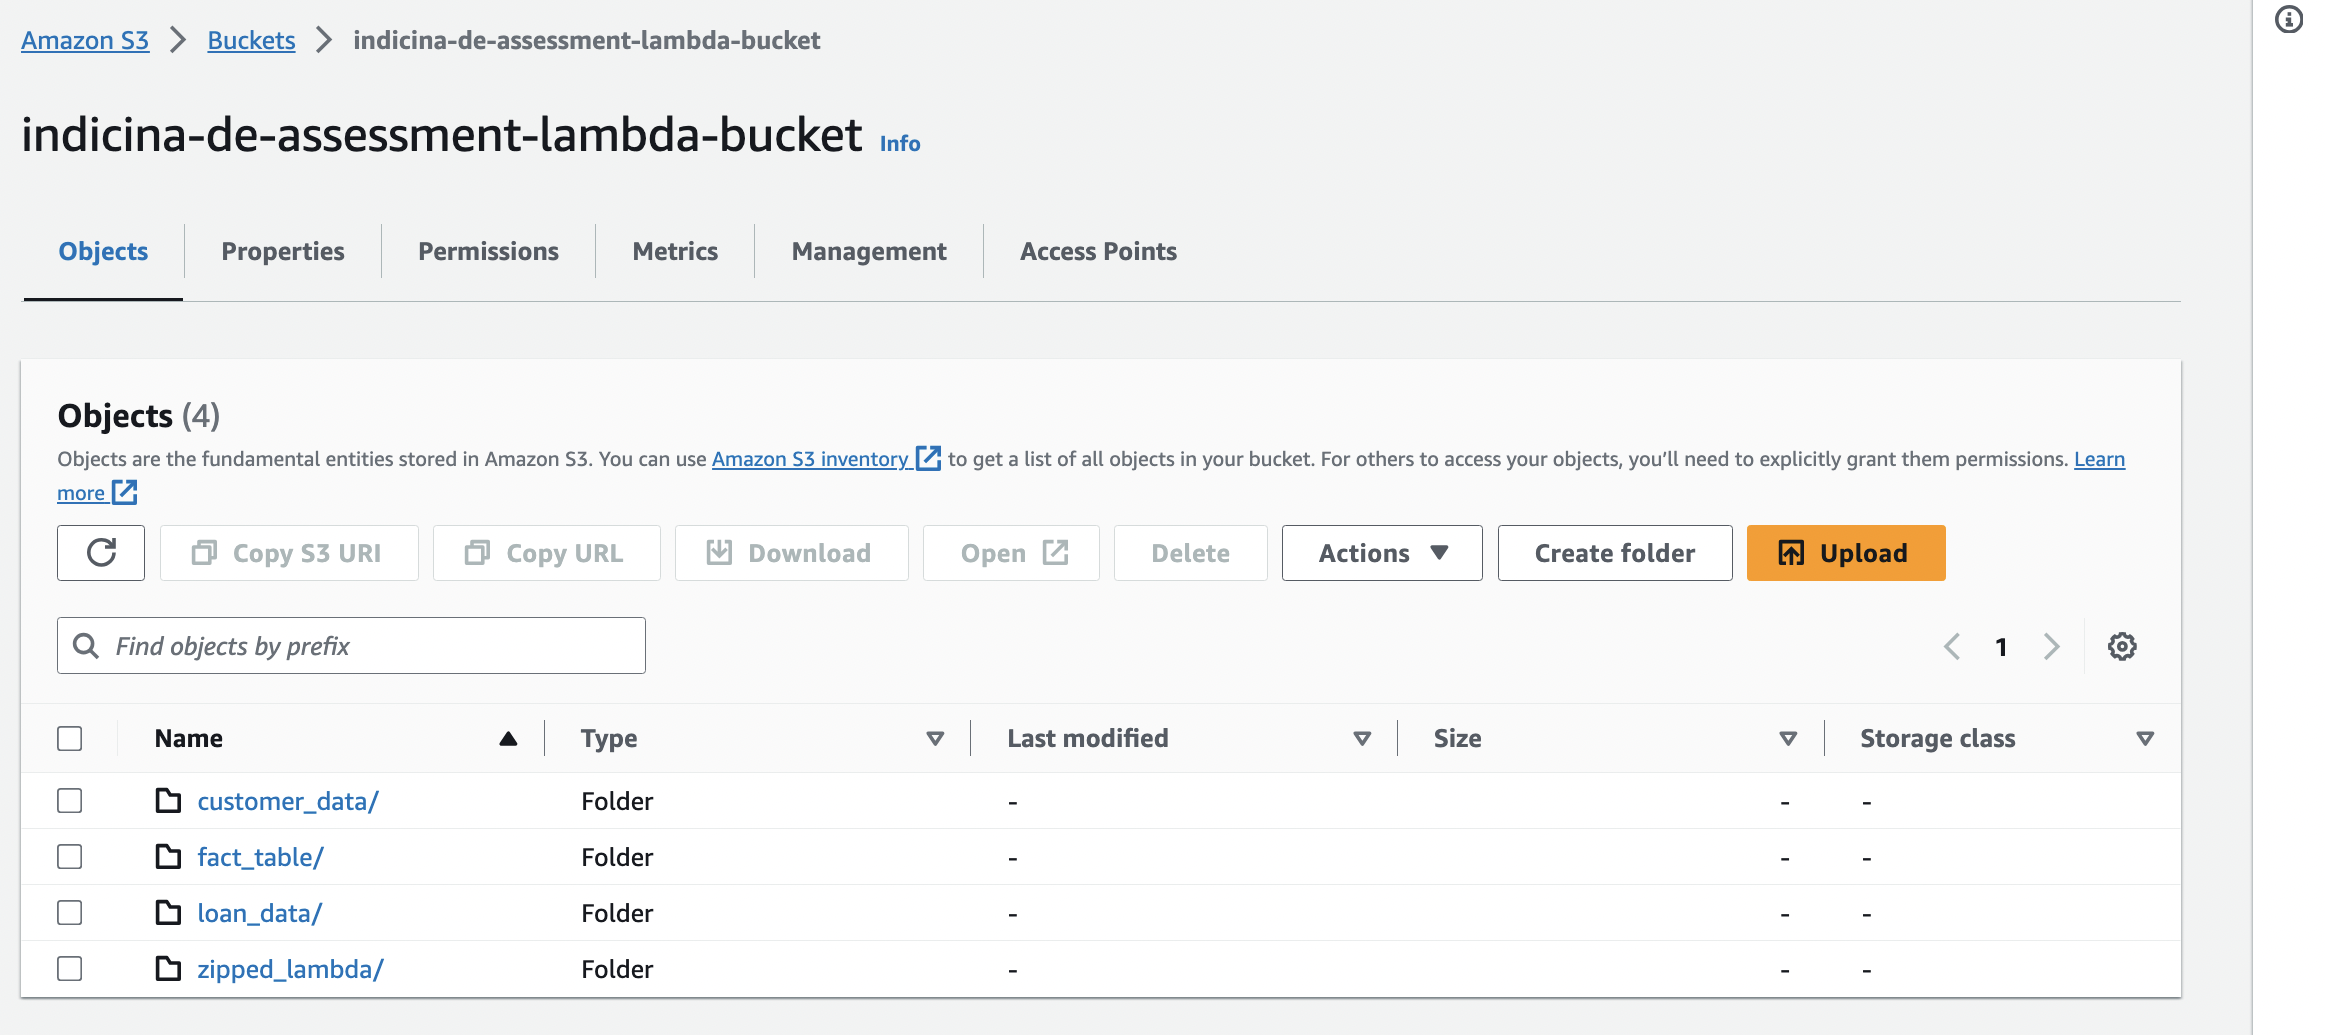 Amazon S3 > Buckets > indicina-de-assessment-lambda-bucket
indicina-de-assessment-lambda-bucket Info
Objects Properties Permissions Metrics Management Access Points
Objects (4)
Objects are the fundamental entities stored in Amazon S3. You can use Amazon S3 inventory to get a list of all objects in your bucket. For others to access your objects, you’ll need to explicitly grant them permissions. Learn
more
Copy S3 URI Copy URL Download Open Delete Actions Create folder Upload
Find objects by prefix 1
Name Type Last modified Size Storage class
customer_data/ Folder - - -
fact_table/ Folder - - -
loan_data/ Folder - - -
zipped_lambda/ Folder - - -